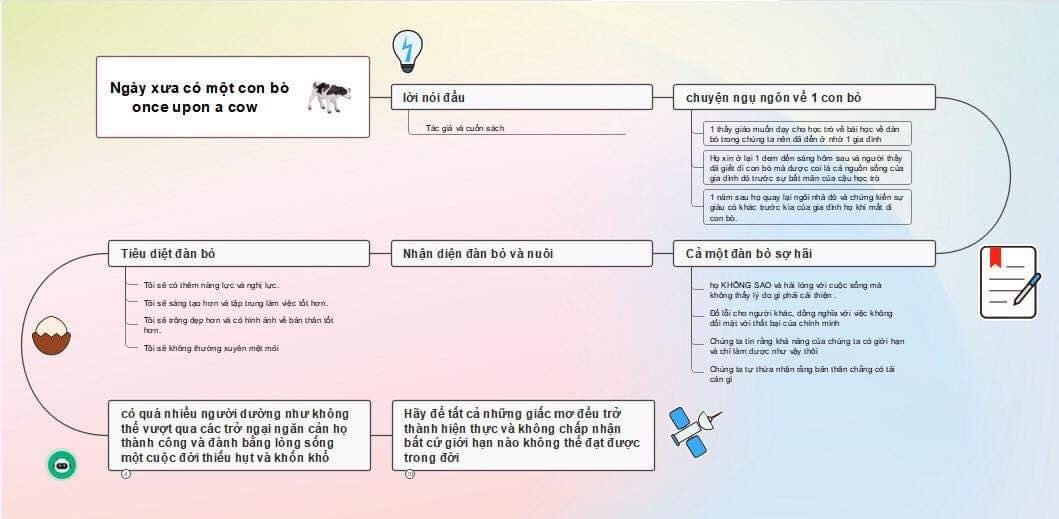 Ngày xưa có một con bò
once upon a cow
lời nói đầu
Tác giả và cuốn sách
chuyện ngụ ngôn về 1 con bò
1 thầy giáo muốn dạy cho học trò về bài học về đàn
bò trong chúng ta nên đã đến ở nhờ 1 gia đình
Họ xin ở lại 1 đem đến sáng hôm sau và người thầy
đã giết đi con bò mà được coi là cả nguồn sống của
gia đình đó trước sự bất mãn của cậu học trò
1 năm sau họ quay lại ngôi nhà đó và chứng kiến sự
giàu có khác trước kia của gia đình họ khi mất đi
con bò.
Cả một đàn bò sợ hãi
họ KHÔNG SAO và hài lòng với cuộc sống mà
không thấy lý do gì phải cải thiện .
Đổ lỗi cho người khác, đồng nghĩa với việc không
đối mặt với thất bại của chính mình
Chúng ta tin rằng khả năng của chúng ta có giới hạn
và chỉ làm được như vậy thôi
Chúng ta tự thừa nhận rằng bản thân chẳng có tài
cán gì
Nhận diện đàn bò và nuôi
Tiêu diệt đàn bò
Tôi sẽ có thêm năng lực và nghị lực.
Tôi sẽ sáng tạo hơn và tập trung làm việc tốt hơn.
Tôi sẽ trông đẹp hơn và có hình ảnh về bản thân tốt
hơn.
Tôi sẽ không thường xuyên mệt mỏi
có quá nhiều người dường như không
thể vượt qua các trở ngại ngăn cản họ
thành công và đành bằng lòng sống
một cuộc đời thiếu hụt và khốn khổ
Hãy để tất cả những giấc mơ đều trở
thành hiện thực và không chấp nhận
bất cứ giới hạn nào không thể đạt được
trong đời